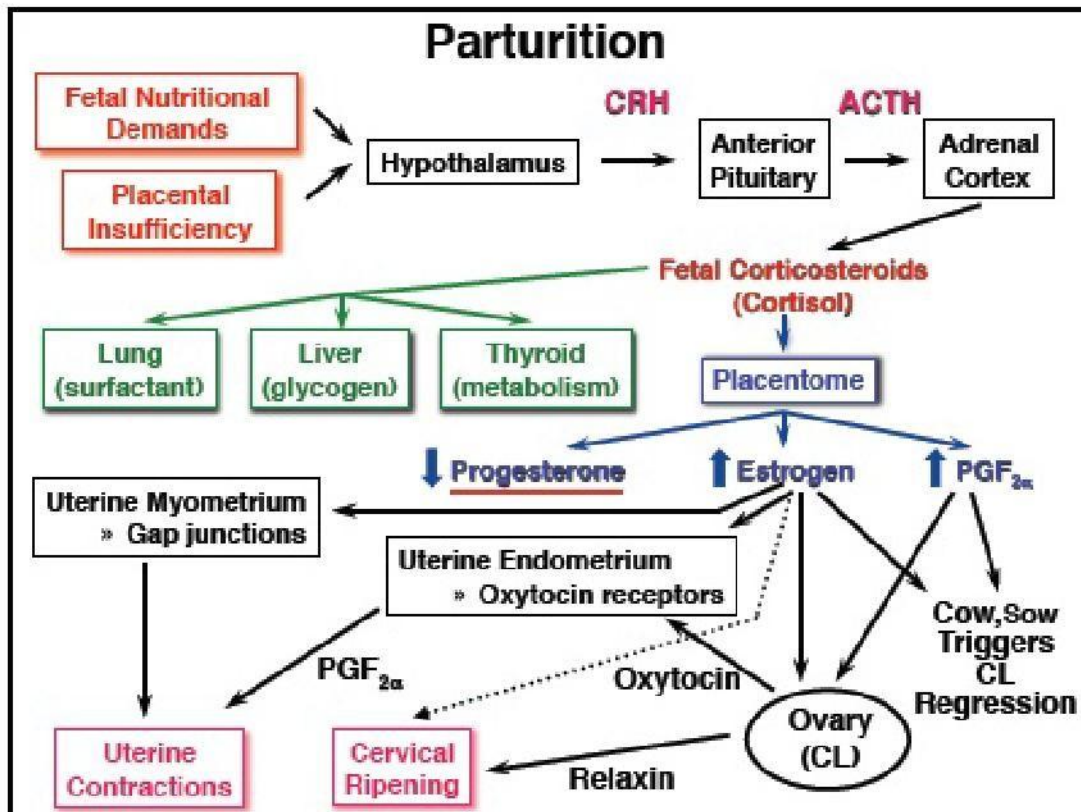 Parturition
Fetal Nutritional
Demands
CRH
ACTH
Hypothalamus
Anterior
Pituitary
Adrenal
Cortex
Placental
Insufficiency
Fetal Corticosteroids
(Cortisol)
Lung
(surfactant)
Liver
(glycogen)
Thyroid
(metabolism)
Placentome
Progesterone
Estrogen
PGF₂α
Uterine Myometrium
» Gap junctions
Uterine Endometrium
» Oxytocin receptors
Cow, Sow
Triggers
CL
Regression
PGF₂α
Oxytocin
Ovary
(CL)
Uterine
Contractions
Cervical
Ripening
Relaxin